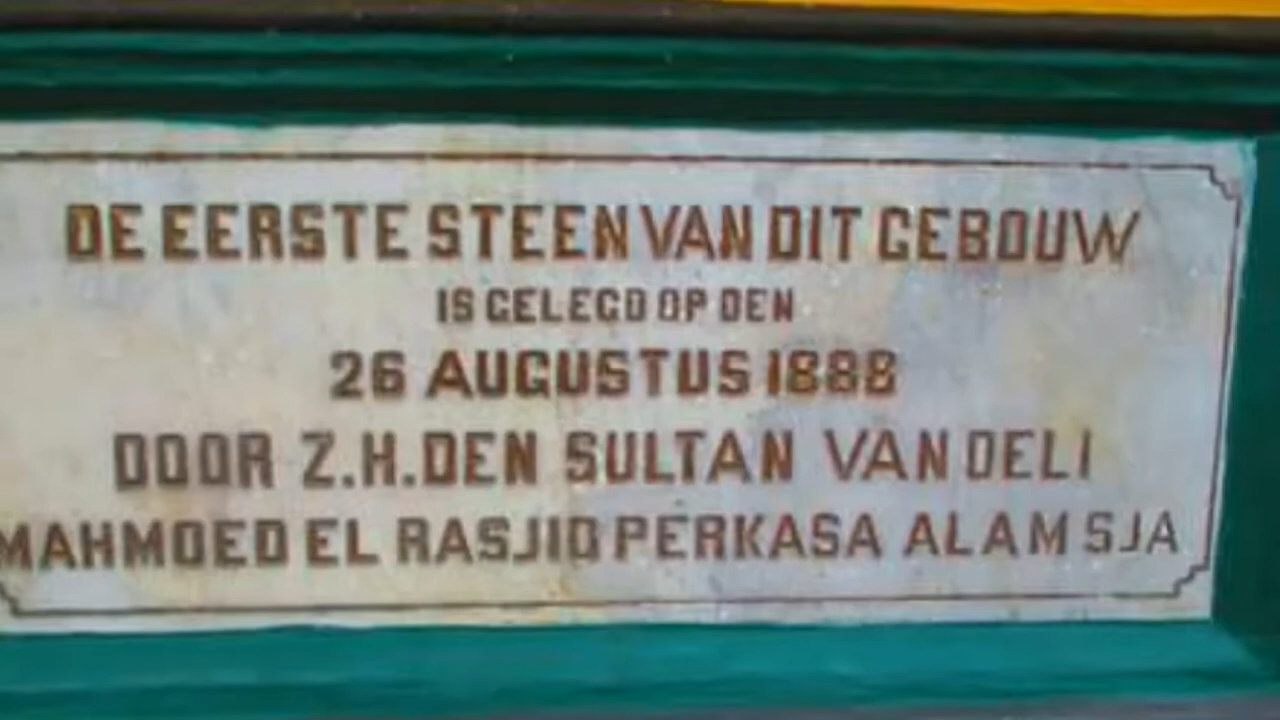 DE EERSTE STEEN VAN DIT GEBOUW
IS GELEGD OP DEN
26 AUGUSTUS 1888
DOOR Z.H. DEN SULTAN VAN DELI
MAHMOED EL RASJID PERKASA ALAM SJA